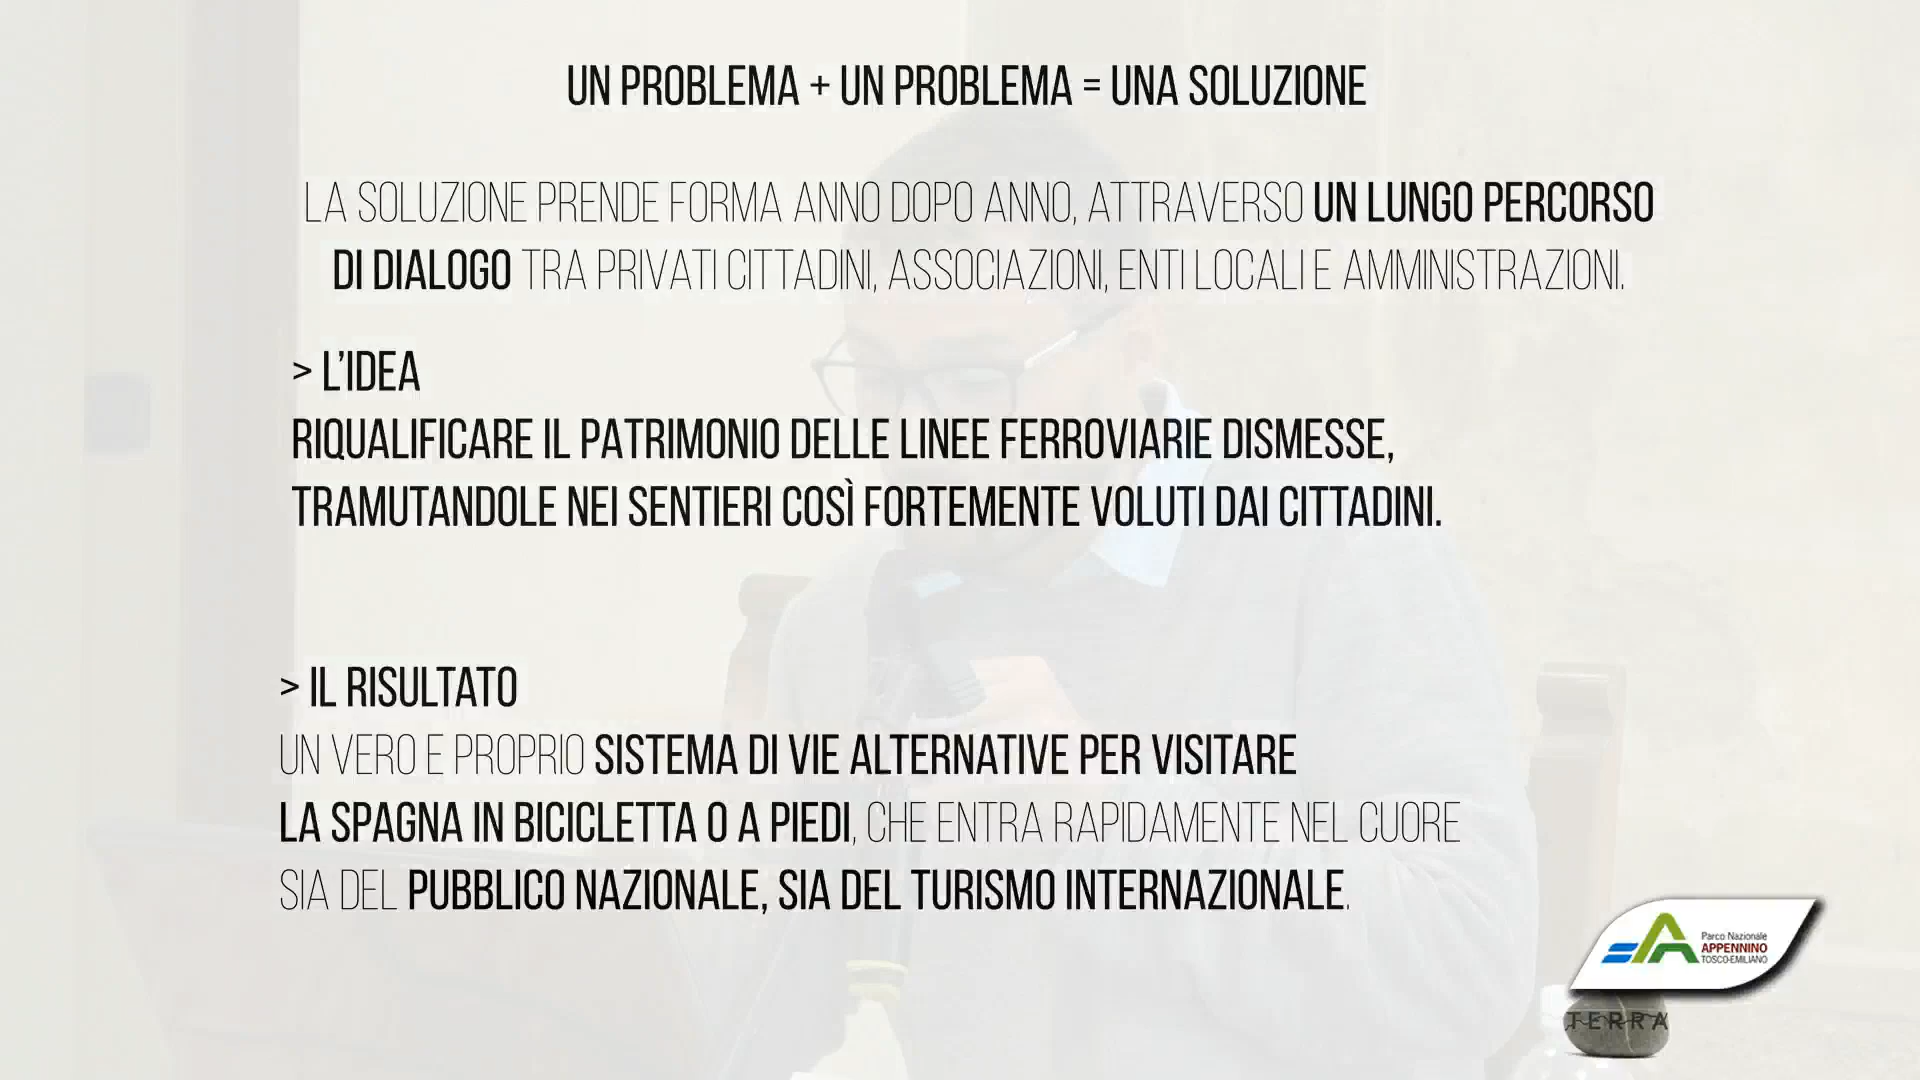 UN PROBLEMA + UN PROBLEMA = UNA SOLUZIONE
LA SOLUZIONE PRENDE FORMA ANNO DOPO ANNO, ATTRAVERSO UN LUNGO PERCORSO
DI DIALOGO TRA PRIVATI CITTADINI, ASSOCIAZIONI, ENTI LOCALI E AMMINISTRAZIONI.
> L'IDEA
RIQUALIFICARE IL PATRIMONIO DELLE LINEE FERROVIARIE DISMESSE,
TRAMUTANDOLE NEI SENTIERI COSÌ FORTEMENTE VOLUTI DAI CITTADINI.
> IL RISULTATO
UN VERO E PROPRIO SISTEMA DI VIE ALTERNATIVE PER VISITARE
LA SPAGNA IN BICICLETTA O A PIEDI, CHE ENTRA RAPIDAMENTE NEL CUORE
SIA DEL PUBBLICO NAZIONALE, SIA DEL TURISMO INTERNAZIONALE.
Parco Nazionale
APPENNINO
TOSCO-EMILIANO
TERRA